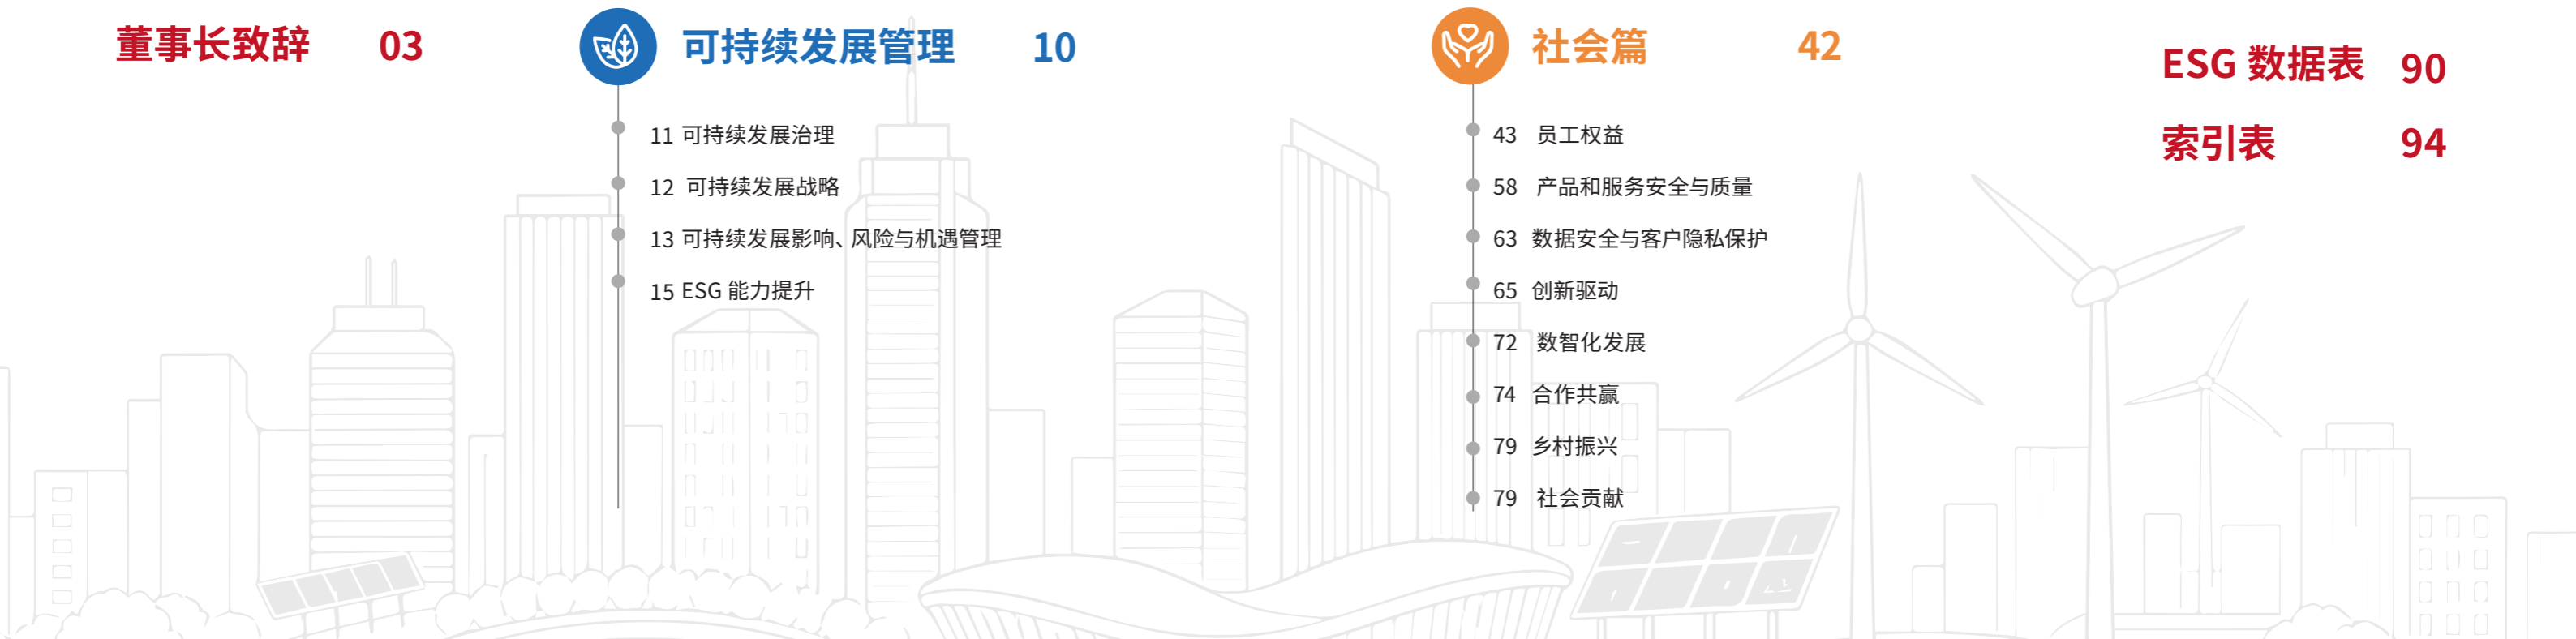 董事长致辞 03
可持续发展管理 10
11 可持续发展治理
12 可持续发展战略
13 可持续发展影响、风险与机遇管理
15 ESG 能力提升
社会篇 42
43 员工权益
58 产品和服务安全与质量
63 数据安全与客户隐私保护
65 创新驱动
72 数智化发展
74 合作共赢
79 乡村振兴
79 社会贡献
ESG 数据表 90
索引表 94